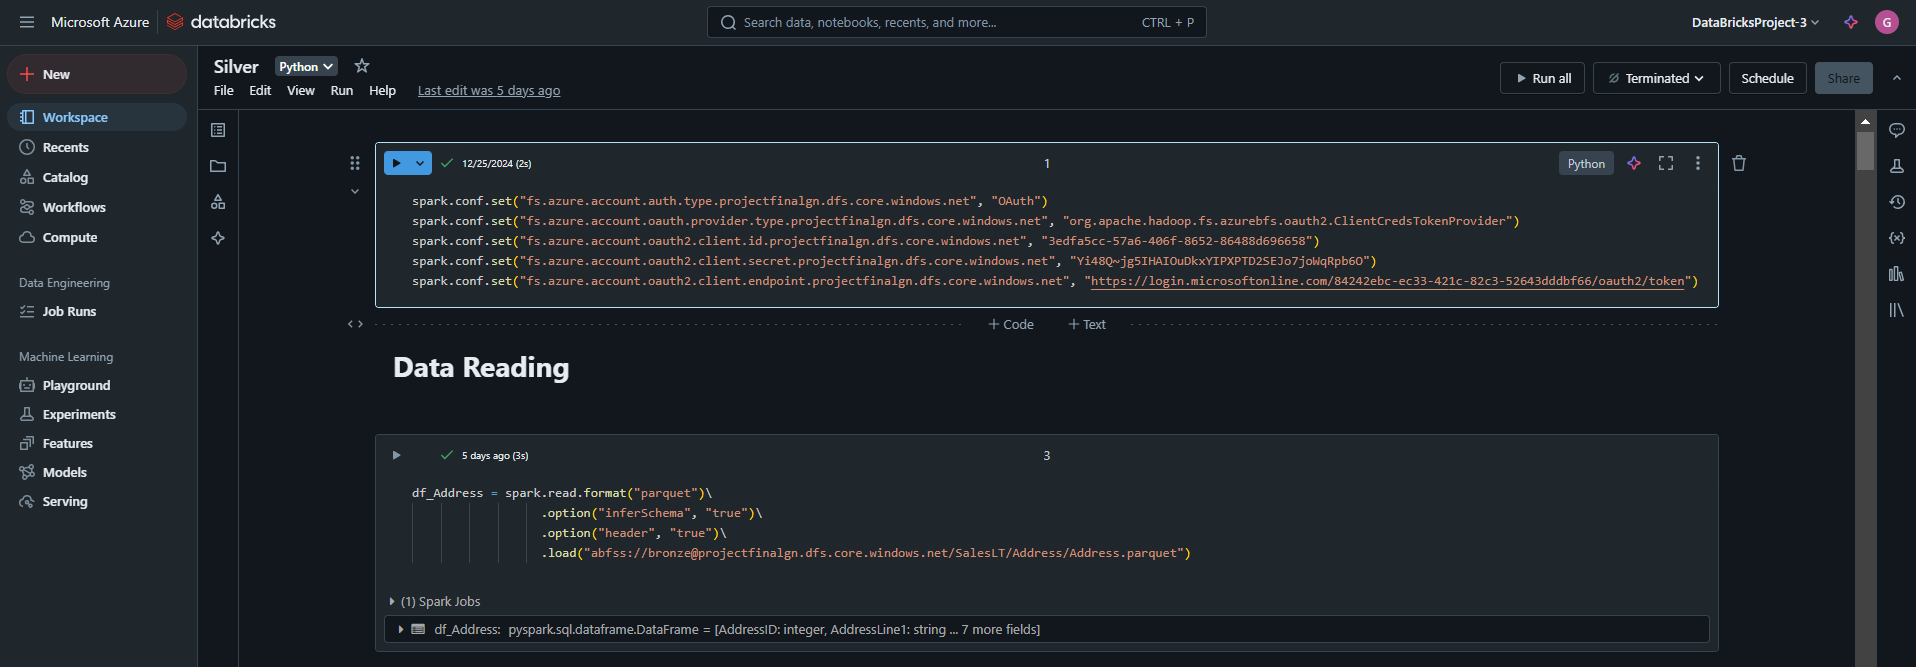 Microsoft Azure
databricks
Search data, notebooks, recents, and more...
CTRL + P
DataBricksProject-3
G
New
Workspace
Recents
Catalog
Workflows
Compute
Data Engineering
Job Runs
Machine Learning
Playground
Experiments
Features
Models
Serving
Silver
Python
File Edit View Run Help Last edit was 5 days ago
Run all
Terminated
Schedule
Share
12/25/2024 (2s)
1
Python
spark.conf.set("fs.azure.account.auth.type.projectfinalgn.dfs.core.windows.net", "OAuth")
spark.conf.set("fs.azure.account.oauth.provider.type.projectfinalgn.dfs.core.windows.net", "org.apache.hadoop.fs.azurebfs.oauth2.ClientCredsTokenProvider")
spark.conf.set("fs.azure.account.oauth2.client.id.projectfinalgn.dfs.core.windows.net", "3edfa5cc-57a6-406f-8652-86488d696658")
spark.conf.set("fs.azure.account.oauth2.client.secret.projectfinalgn.dfs.core.windows.net", "Yi48Q~jg5IHAIOuDkxYIPXPTD2SEJo7joWqRpb6O")
spark.conf.set("fs.azure.account.oauth2.client.endpoint.projectfinalgn.dfs.core.windows.net", "https://login.microsoftonline.com/84242ebc-ec33-421c-82c3-52643dddbf66/oauth2/token")
+ Code
+ Text
Data Reading
5 days ago (3s)
3
df_Address = spark.read.format("parquet")\
.option("inferSchema", "true")\
.option("header", "true")\
.load("abfss://bronze@projectfinalgn.dfs.core.windows.net/SalesLT/Address/Address.parquet")
(1) Spark Jobs
df_Address: pyspark.sql.dataframe.DataFrame = [AddressID: integer, AddressLine1: string ... 7 more fields]